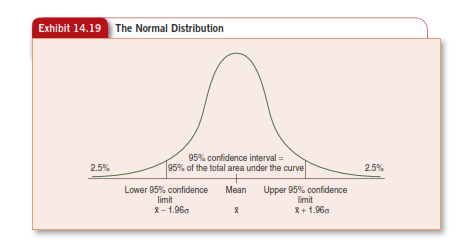 Exhibit 14.19 The Normal Distribution
95% confidence interval =
2.5% 95% of the total area under the curve 2.5%
Lower 95% confidence Mean Upper 95% confidence
limit limit
x̄ – 1.96σ x̄ x̄ + 1.96σ